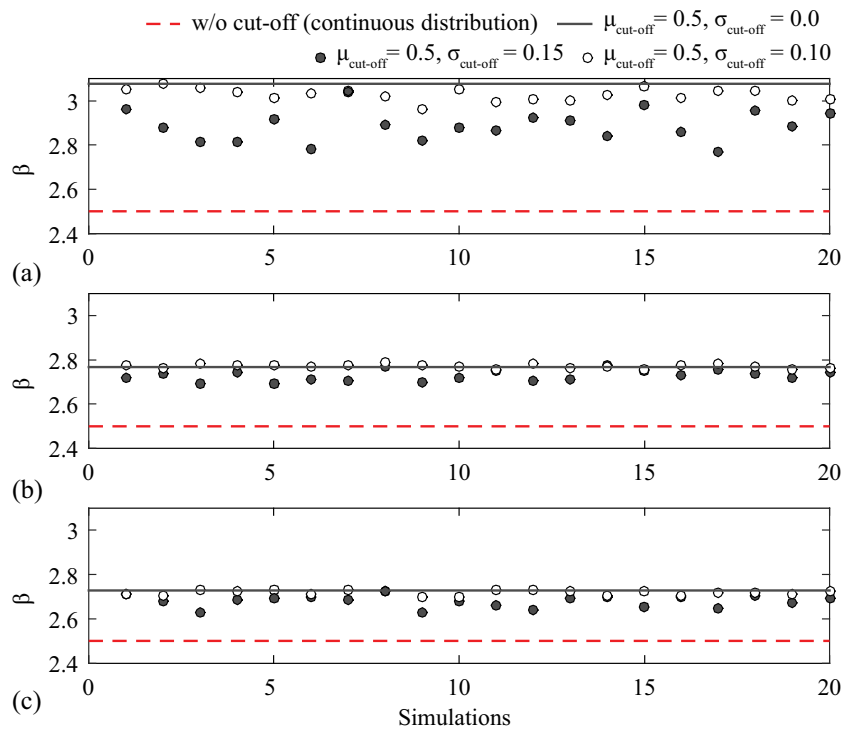 w/o cut-off (continuous distribution) μcut-off= 0.5, σcut-off= 0.0
μcut-off= 0.5, σcut-off= 0.15 μcut-off= 0.5, σcut-off= 0.10
3
2.8
2.6
2.4
β
0 5 10 15 20
(a)
3
2.8
2.6
2.4
β
0 5 10 15 20
(b)
3
2.8
2.6
2.4
β
0 5 10 15 20
(c)
Simulations